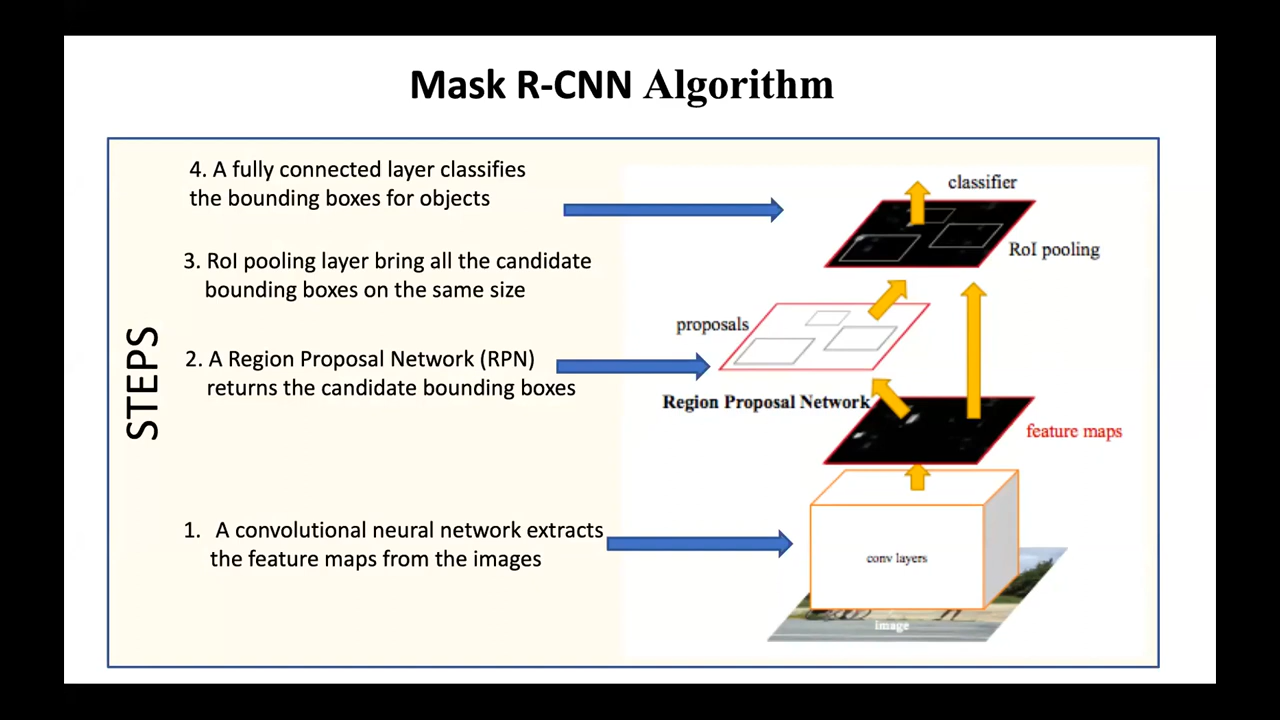 Mask R-CNN Algorithm
4. A fully connected layer classifies
the bounding boxes for objects
3. RoI pooling layer bring all the candidate
bounding boxes on the same size
STEPS
2. A Region Proposal Network (RPN)
returns the candidate bounding boxes
1. A convolutional neural network extracts
the feature maps from the images
classifier
RoI pooling
proposals
Region Proposal Network
feature maps
conv layers
image